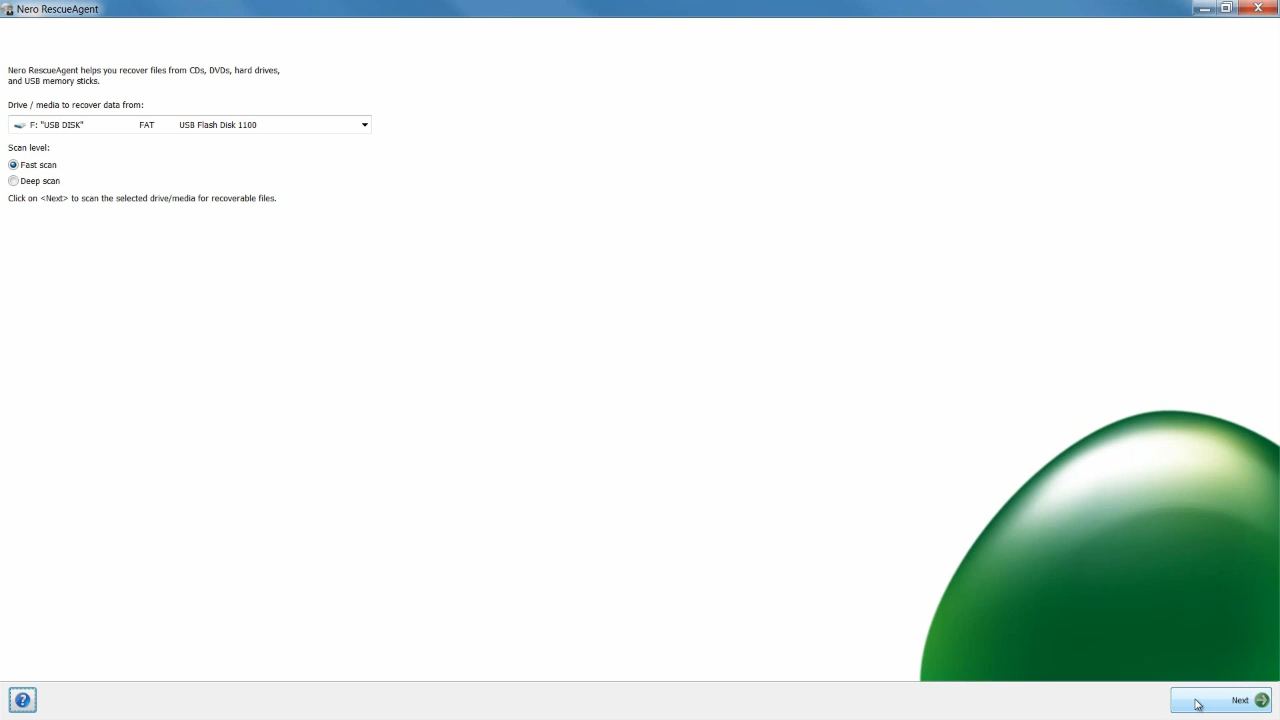 Nero RescueAgent
Nero RescueAgent helps you recover files from CDs, DVDs, hard drives,
and USB memory sticks.
Drive / media to recover data from:
F: "USB DISK" FAT USB Flash Disk 1100
Scan level:
Fast scan
Deep scan
Click on <Next> to scan the selected drive/media for recoverable files.
? Next